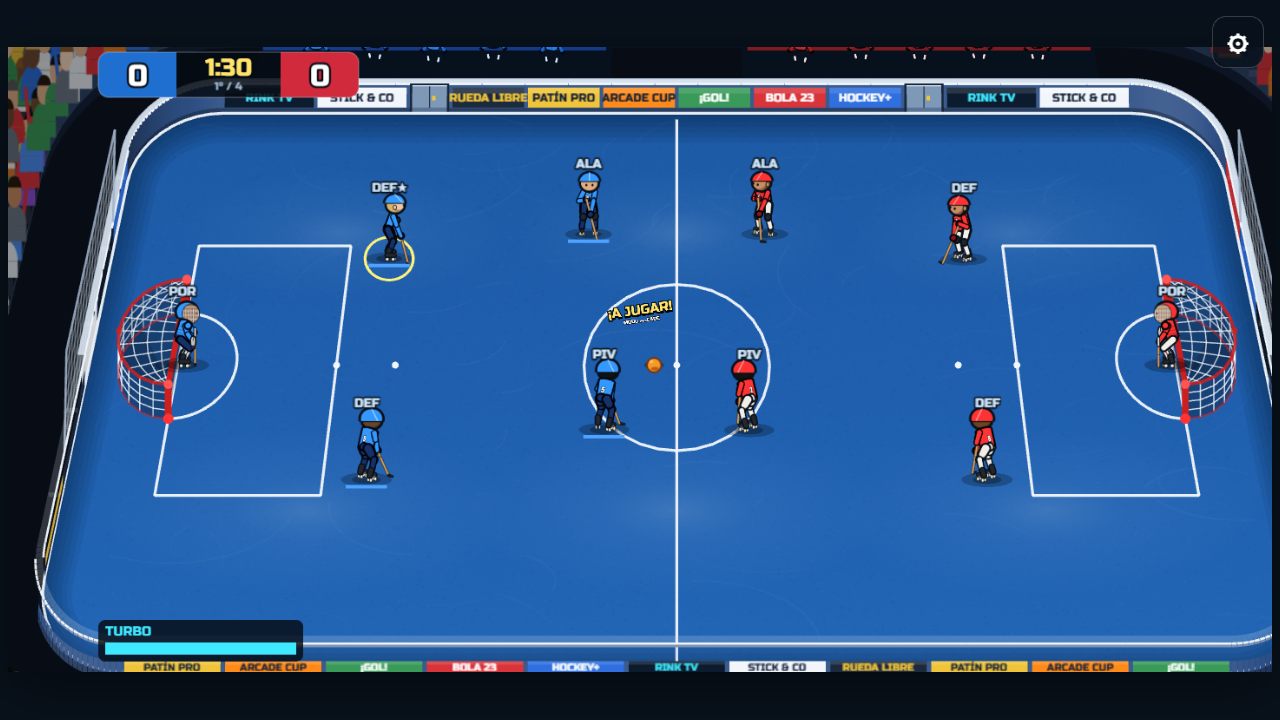 0
1:30
1º / 4
0
RINK TV
STICK & CO
RUEDA LIBRE
PATÍN PRO
ARCADE CUP
¡GOL!
BOLA 23
HOCKEY+
RINK TV
STICK & CO
ALA
ALA
DEF★
DEF
POR
POR
¡A JUGAR!
PIV
PIV
DEF
DEF
TURBO
PATÍN PRO
ARCADE CUP
¡GOL!
BOLA 23
HOCKEY+
RINK TV
STICK & CO
RUEDA LIBRE
PATÍN PRO
ARCADE CUP
¡GOL!